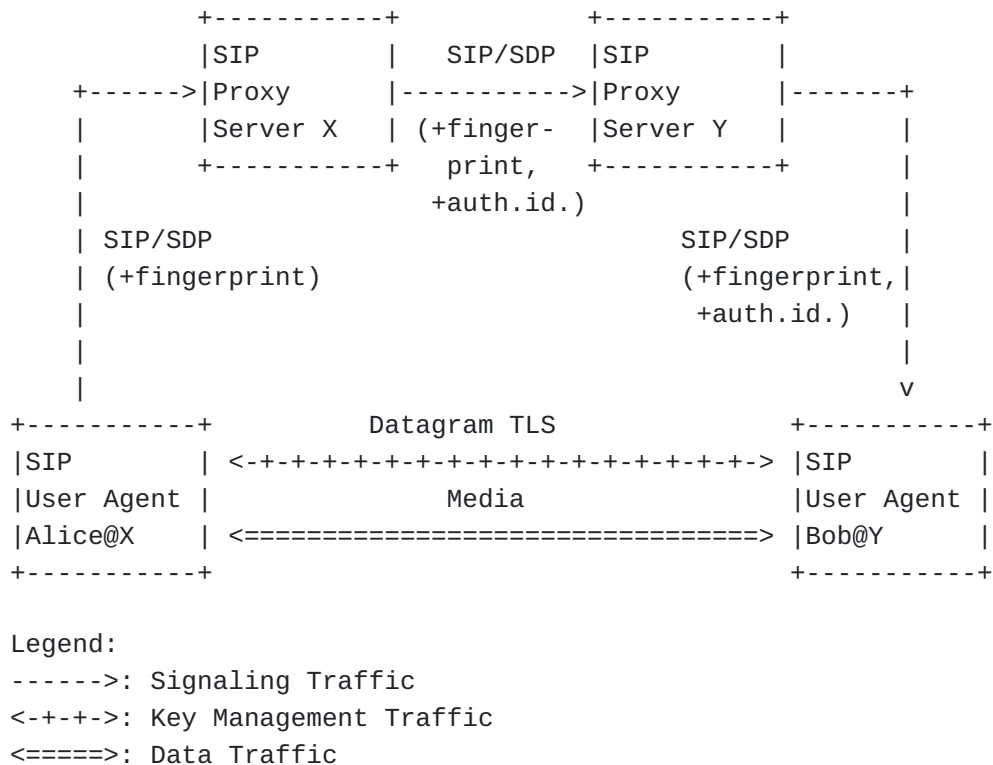 +-----------+            +-----------+
            |SIP        |   SIP/SDP  |SIP        |
    +------>|Proxy      |----------->|Proxy      |-------+
    |       |Server X   | (+finger-  |Server Y   |       |
    |       +-----------+   print,   +-----------+       |
    |                      +auth.id.)                    |
    | SIP/SDP                              SIP/SDP       |
    | (+fingerprint)                       (+fingerprint,|
    |                                       +auth.id.)   |
    |                                                    |
    |                                                    v
+-----------+          Datagram TLS               +-----------+
|SIP        | <-+-+-+-+-+-+-+-+-+-+-+-+-+-+-+-+-> |SIP        |
|User Agent |               Media                 |User Agent |
|Alice@X    | <=================================> |Bob@Y      |
+-----------+                                     +-----------+
Legend:
------>: Signaling Traffic
<-+-+->: Key Management Traffic
<=====>: Data Traffic